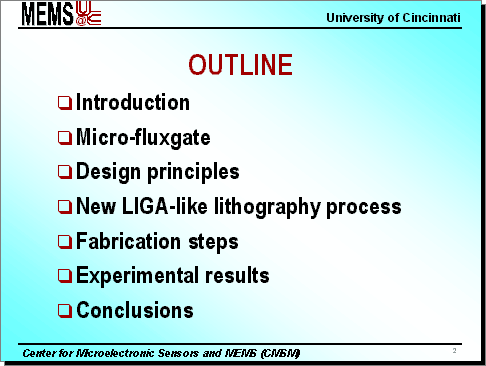 MEMS UC @
University of Cincinnati
OUTLINE
Introduction
Micro-fluxgate
Design principles
New LIGA-like lithography process
Fabrication steps
Experimental results
Conclusions
Center for Microelectronic Sensors and MEMS (CMSM)
2